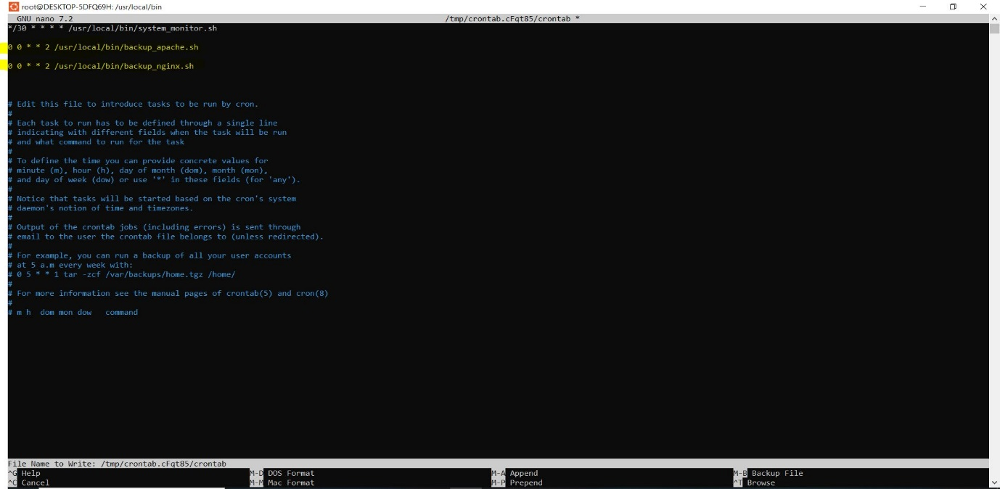 root@DESKTOP-5DFQ69H: /usr/local/bin
GNU nano 7.2 /tmp/crontab.cFqt85/crontab *
*/30 * * * * /usr/local/bin/system_monitor.sh
0 0 * * 2 /usr/local/bin/backup_apache.sh
0 0 * * 2 /usr/local/bin/backup_nginx.sh
# Edit this file to introduce tasks to be run by cron.
#
# Each task to run has to be defined through a single line
# indicating with different fields when the task will be run
# and what command to run for the task
#
# To define the time you can provide concrete values for
# minute (m), hour (h), day of month (dom), month (mon),
# and day of week (dow) or use '*' in these fields (for 'any').
#
# Notice that tasks will be started based on the cron's system
# daemon's notion of time and timezones.
#
# Output of the crontab jobs (including errors) is sent through
# email to the user the crontab file belongs to (unless redirected).
#
# For example, you can run a backup of all your user accounts
# at 5 a.m every week with:
# 0 5 * * 1 tar -zcf /var/backups/home.tgz /home/
#
# For more information see the manual pages of crontab(5) and cron(8)
#
# m h  dom mon dow   command
File Name to Write: /tmp/crontab.cFqt85/crontab
^G Help M-D DOS Format M-A Append M-B Backup File
^C Cancel M-M Mac Format M-P Prepend ^T Browse